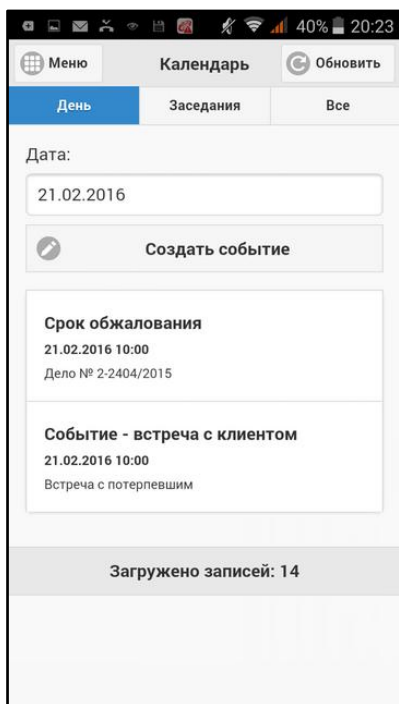 40% 20:23
Меню Календарь Обновить
День Заседания Все
Дата:
21.02.2016
Создать событие
Срок обжалования
21.02.2016 10:00
Дело № 2-2404/2015
Событие - встреча с клиентом
21.02.2016 10:00
Встреча с потерпевшим
Загружено записей: 14